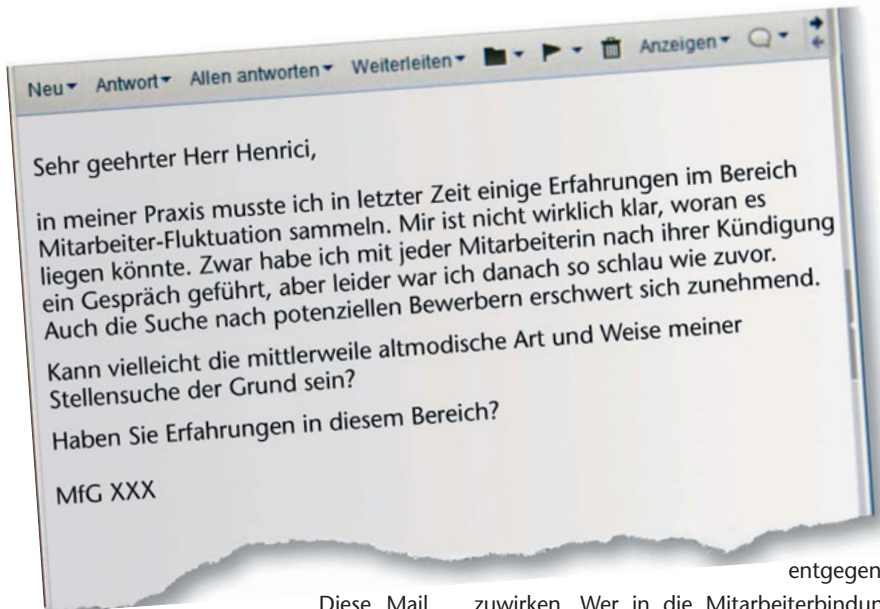 Neu Antwort Allen antworten Weiterleiten Anzeigen
Sehr geehrter Herr Henrici,
in meiner Praxis musste ich in letzter Zeit einige Erfahrungen im Bereich
Mitarbeiter-Fluktuation sammeln. Mir ist nicht wirklich klar, woran es
liegen könnte. Zwar habe ich mit jeder Mitarbeiterin nach ihrer Kündigung
ein Gespräch geführt, aber leider war ich danach so schlau wie zuvor.
Auch die Suche nach potenziellen Bewerbern erschwert sich zunehmend.
Kann vielleicht die mittlerweile altmodische Art und Weise meiner
Stellensuche der Grund sein?
Haben Sie Erfahrungen in diesem Bereich?
MfG XXX
entgegen
Diese Mail zuwirken. Wer in die Mitarbeiterbindun